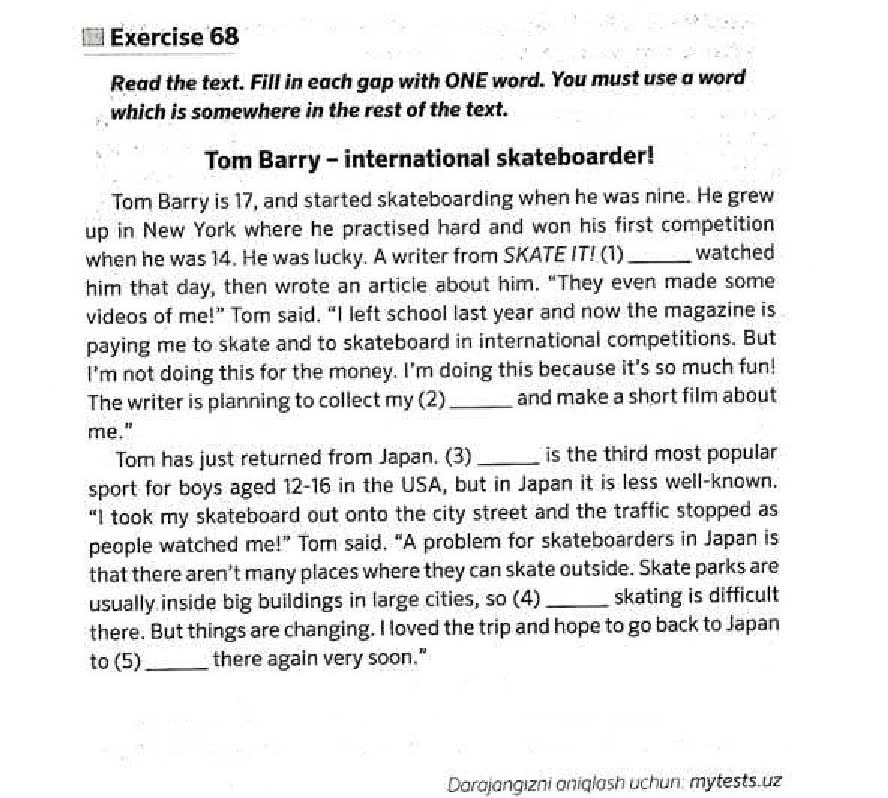 Exercise 68
Read the text. Fill in each gap with ONE word. You must use a word
which is somewhere in the rest of the text.
Tom Barry – international skateboarder!
Tom Barry is 17, and started skateboarding when he was nine. He grew
up in New York where he practised hard and won his first competition
when he was 14. He was lucky. A writer from SKATE IT! (1) ______ watched
him that day, then wrote an article about him. "They even made some
videos of me!" Tom said. "I left school last year and now the magazine is
paying me to skate and to skateboard in international competitions. But
I'm not doing this for the money. I'm doing this because it's so much fun!
The writer is planning to collect my (2) ______ and make a short film about
me."
Tom has just returned from Japan. (3) ______ is the third most popular
sport for boys aged 12-16 in the USA, but in Japan it is less well-known.
"I took my skateboard out onto the city street and the traffic stopped as
people watched me!" Tom said. "A problem for skateboarders in Japan is
that there aren't many places where they can skate outside. Skate parks are
usually inside big buildings in large cities, so (4) ______ skating is difficult
there. But things are changing. I loved the trip and hope to go back to Japan
to (5) ______ there again very soon."
Darajangizni aniqlash uchun: mytests.uz